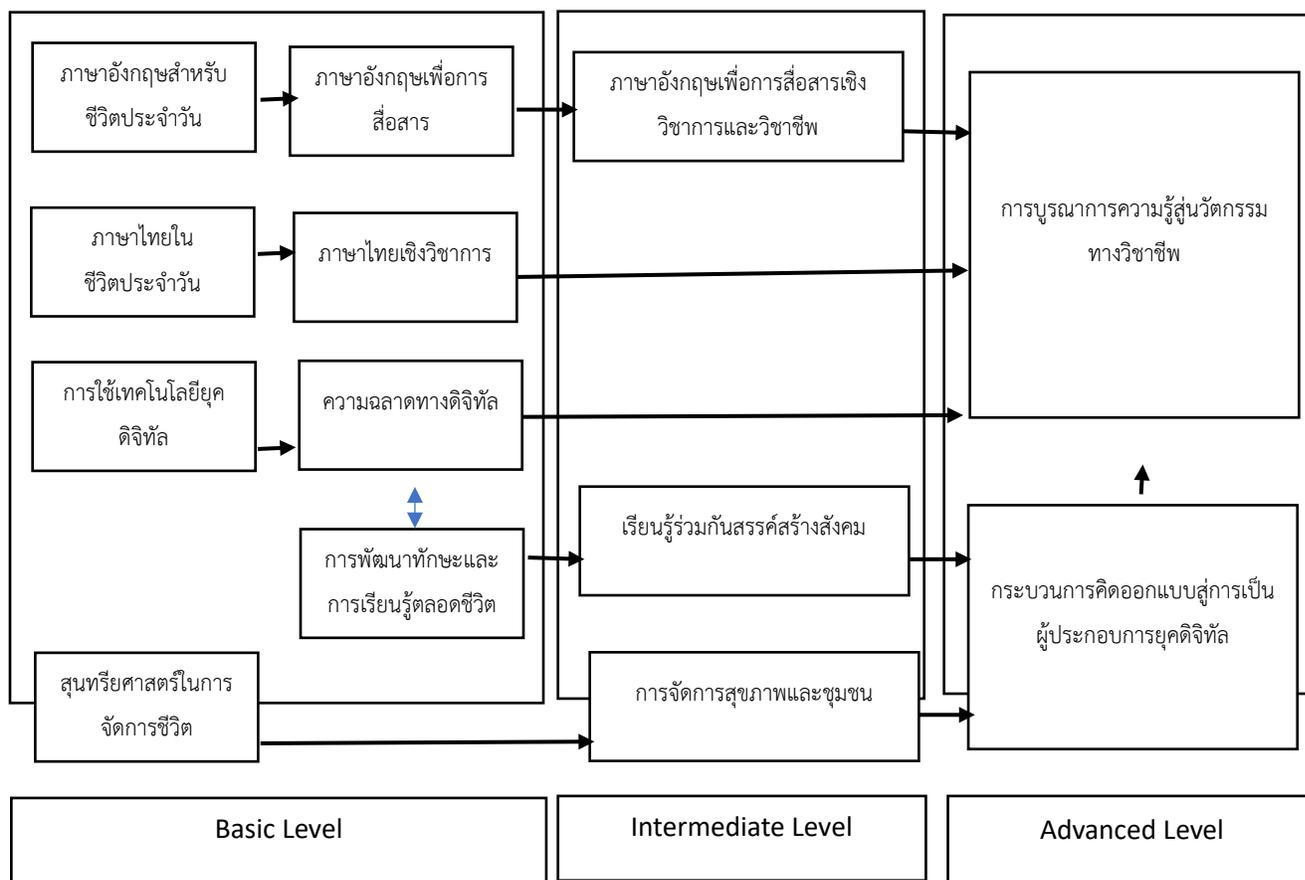 ภาษาอังกฤษสำหรับ
ชีวิตประจำวัน
ภาษาอังกฤษเพื่อการ
สื่อสาร
ภาษาอังกฤษเพื่อการสื่อสารเชิง
วิชาการและวิชาชีพ
การบูรณาการความรู้สู่นวัตกรรม
ทางวิชาชีพ
ภาษาไทยใน
ชีวิตประจำวัน
ภาษาไทยเชิงวิชาการ
การใช้เทคโนโลยียุค
ดิจิทัล
ความฉลาดทางดิจิทัล
การพัฒนาทักษะและ
การเรียนรู้ตลอดชีวิต
เรียนรู้ร่วมกันสรรค์สร้างสังคม
กระบวนการคิดออกแบบสู่การเป็น
ผู้ประกอบการยุคดิจิทัล
สุนทรียศาสตร์ในการ
จัดการชีวิต
การจัดการสุขภาพและชุมชน
Basic Level
Intermediate Level
Advanced Level